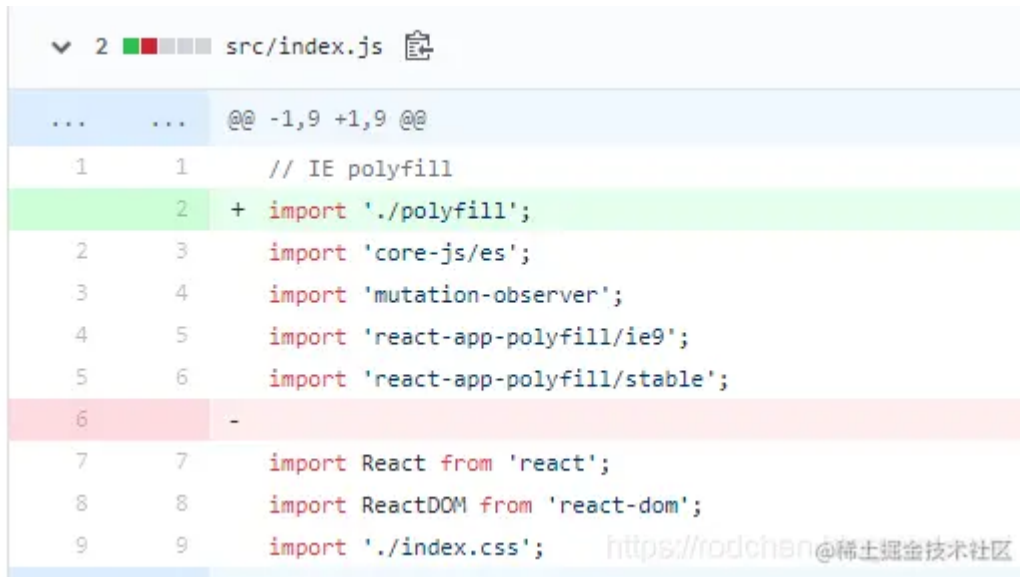 2 src/index.js
... ... @@ -1,9 +1,9 @@
1 1 // IE polyfill
2 + import './polyfill';
2 3 import 'core-js/es';
3 4 import 'mutation-observer';
4 5 import 'react-app-polyfill/ie9';
5 6 import 'react-app-polyfill/stable';
6 -
7 7 import React from 'react';
8 8 import ReactDOM from 'react-dom';
9 9 import './index.css';
https://rodchan
@稀土掘金技术社区